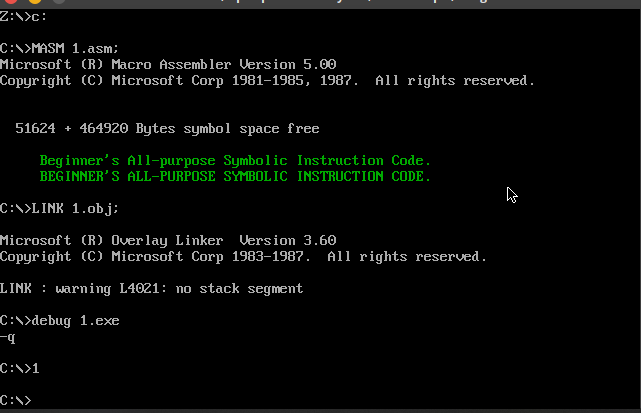 Z:\>c:
C:\>MASM 1.asm;
Microsoft (R) Macro Assembler Version 5.00
Copyright (C) Microsoft Corp 1981-1985, 1987.  All rights reserved.
51624 + 464920 Bytes symbol space free
Beginner's All-purpose Symbolic Instruction Code.
BEGINNER'S ALL-PURPOSE SYMBOLIC INSTRUCTION CODE.
C:\>LINK 1.obj;
Microsoft (R) Overlay Linker  Version 3.60
Copyright (C) Microsoft Corp 1983-1987.  All rights reserved.
LINK : warning L4021: no stack segment
C:\>debug 1.exe
-q
C:\>1
C:\>